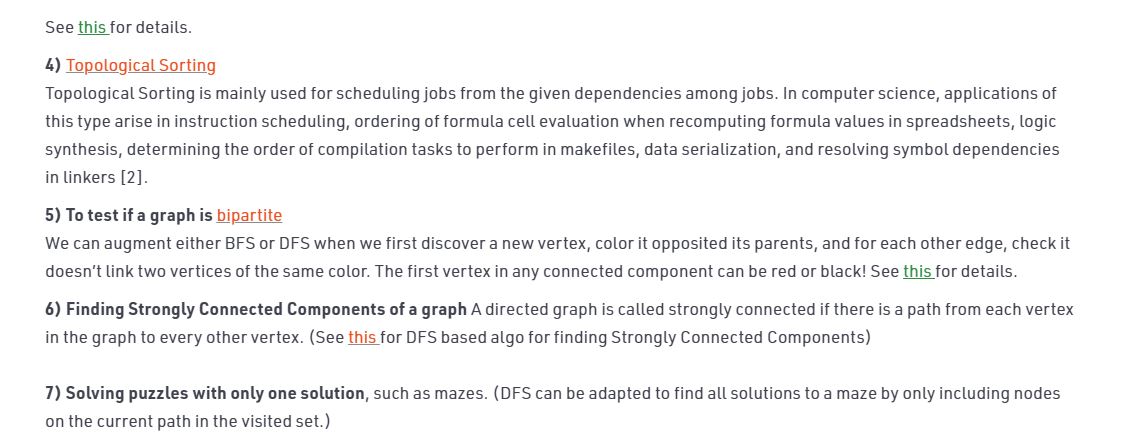 See this for details.
4) Topological Sorting
Topological Sorting is mainly used for scheduling jobs from the given dependencies among jobs. In computer science, applications of
this type arise in instruction scheduling, ordering of formula cell evaluation when recomputing formula values in spreadsheets, logic
synthesis, determining the order of compilation tasks to perform in makefiles, data serialization, and resolving symbol dependencies
in linkers [2].
5) To test if a graph is bipartite
We can augment either BFS or DFS when we first discover a new vertex, color it opposited its parents, and for each other edge, check it
doesn't link two vertices of the same color. The first vertex in any connected component can be red or black! See this for details.
6) Finding Strongly Connected Components of a graph A directed graph is called strongly connected if there is a path from each vertex
in the graph to every other vertex. (See this for DFS based algo for finding Strongly Connected Components)
7) Solving puzzles with only one solution, such as mazes. (DFS can be adapted to find all solutions to a maze by only including nodes
on the current path in the visited set.)